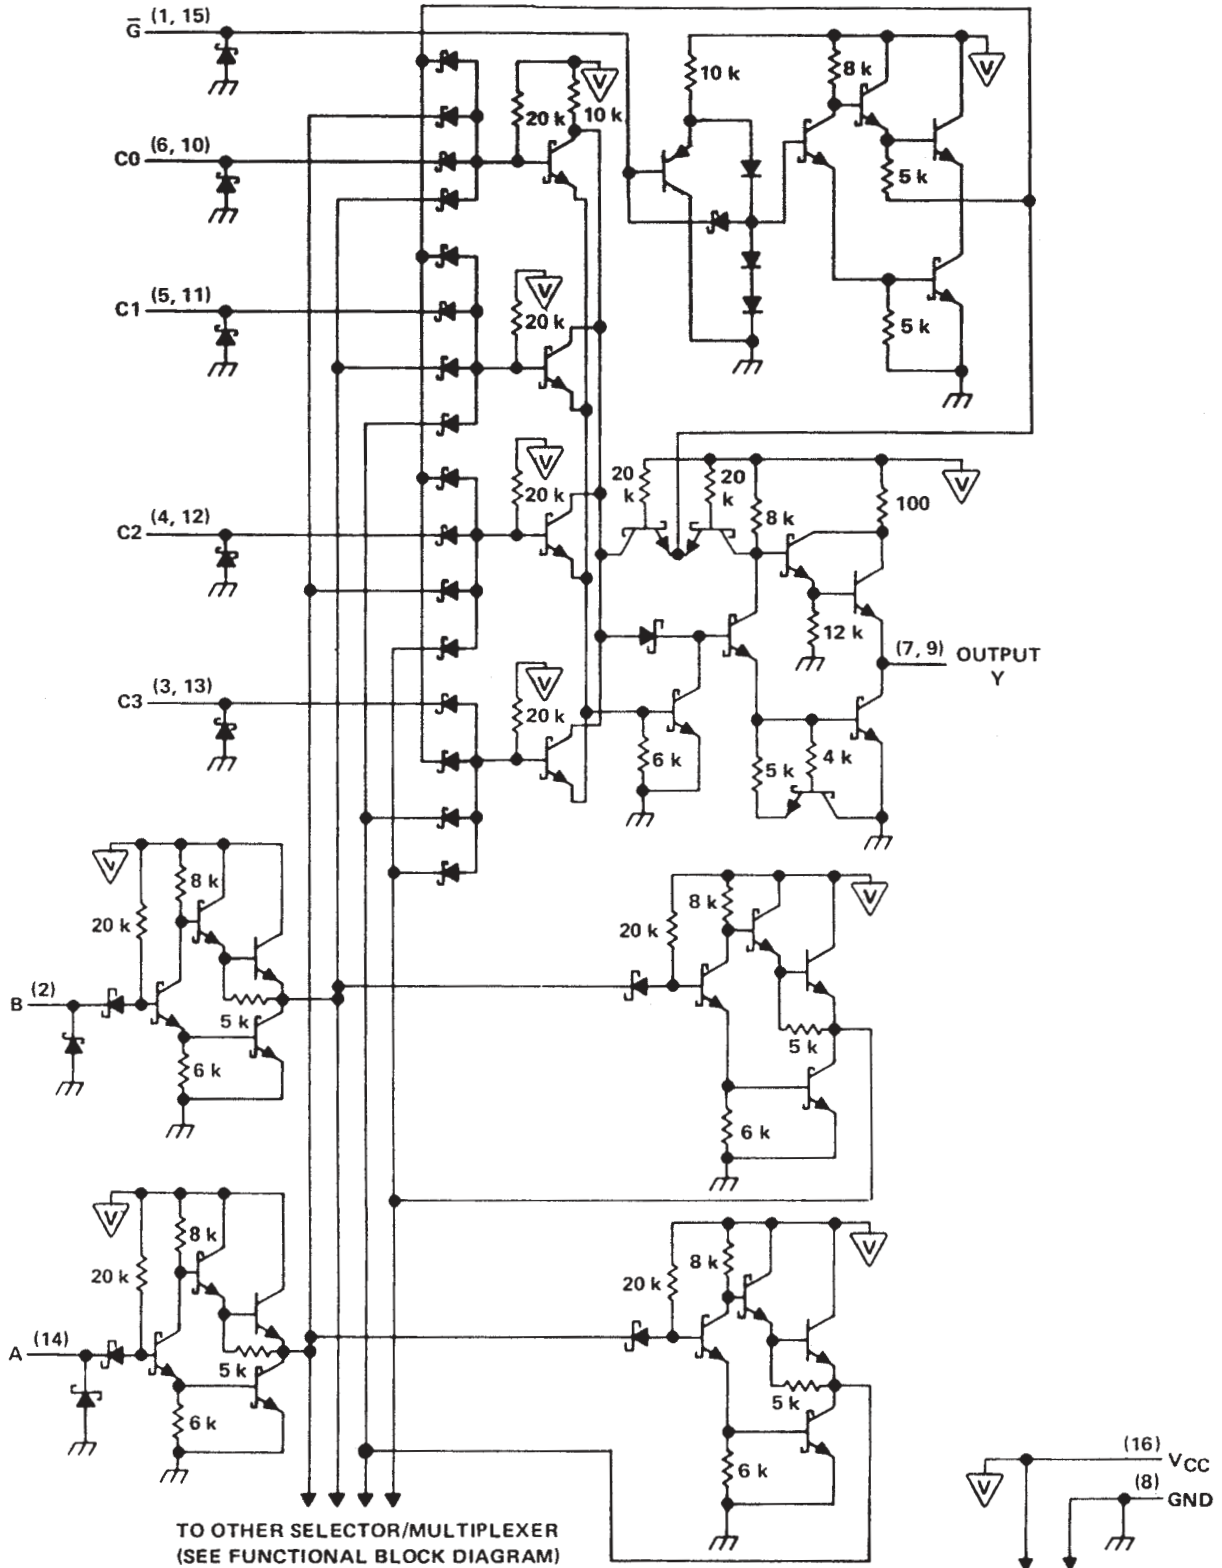 G̅ (1, 15)
V
10 k
8 k
V
20 k
10 k
C0 (6, 10)
5 k
V
C1 (5, 11)
20 k
5 k
V
20 k
20 k
V
20 k
8 k
100
C2 (4, 12)
12 k
(7, 9) OUTPUT
Y
V
C3 (3, 13)
20 k
6 k
5 k
4 k
V
8 k
20 k
B (2)
5 k
6 k
V
8 k
20 k
5 k
6 k
V
8 k
20 k
A (14)
5 k
6 k
V
8 k
20 k
5 k
6 k
V
(16) VCC
(8) GND
TO OTHER SELECTOR/MULTIPLEXER
(SEE FUNCTIONAL BLOCK DIAGRAM)